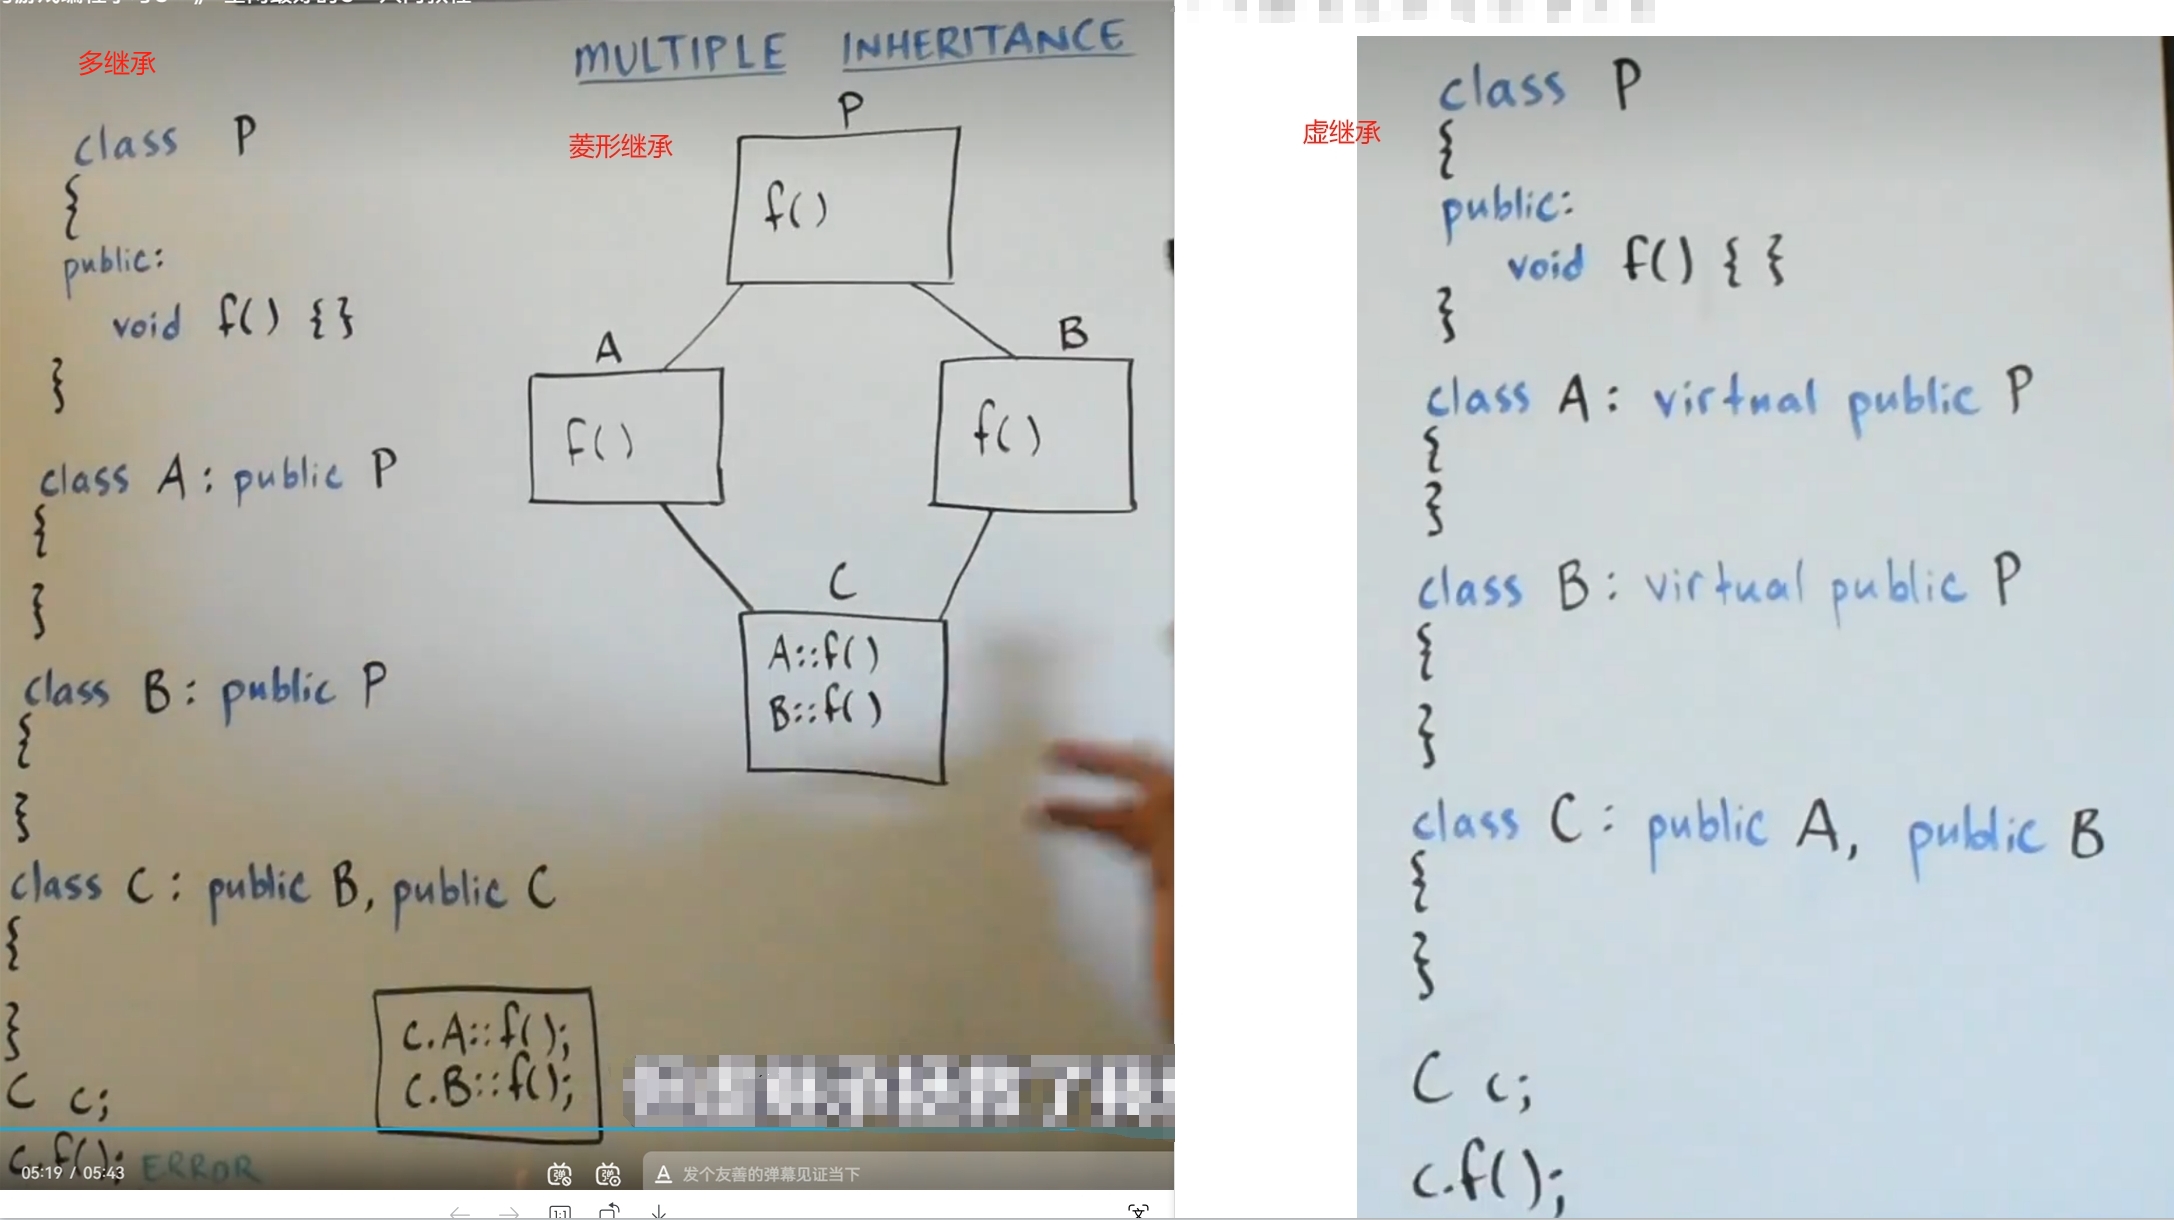 多继承
MULTIPLE INHERITANCE
菱形继承
class P
{
public:
void f() {}
}
class A: public P
{
}
class B: public P
{
}
class C: public B, public C
{
}
C c;
c.f(); ERROR
P
f()
A
f()
B
f()
C
A::f()
B::f()
c.A::f();
c.B::f();
05:19 / 05:43
A 发个友善的弹幕见证当下
1:1
虚继承
class P
{
public:
void f() { }
}
class A: virtual public P
{
}
class B: virtual public P
{
}
class C: public A, public B
{
}
C c;
c.f();